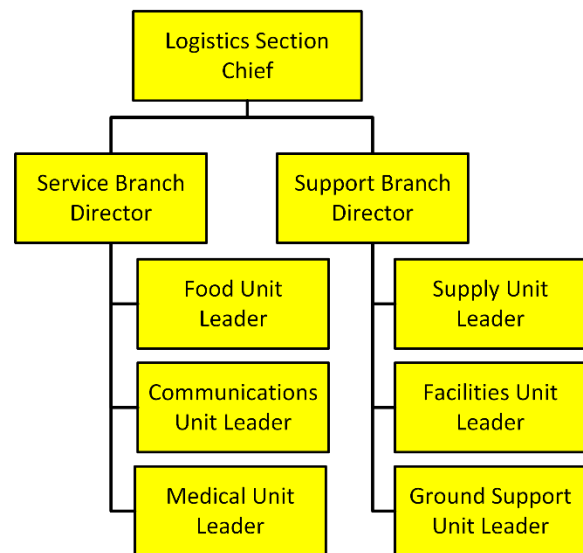 Logistics Section
Chief
Service Branch
Director
Support Branch
Director
Food Unit
Leader
Supply Unit
Leader
Communications
Unit Leader
Facilities Unit
Leader
Medical Unit
Leader
Ground Support
Unit Leader